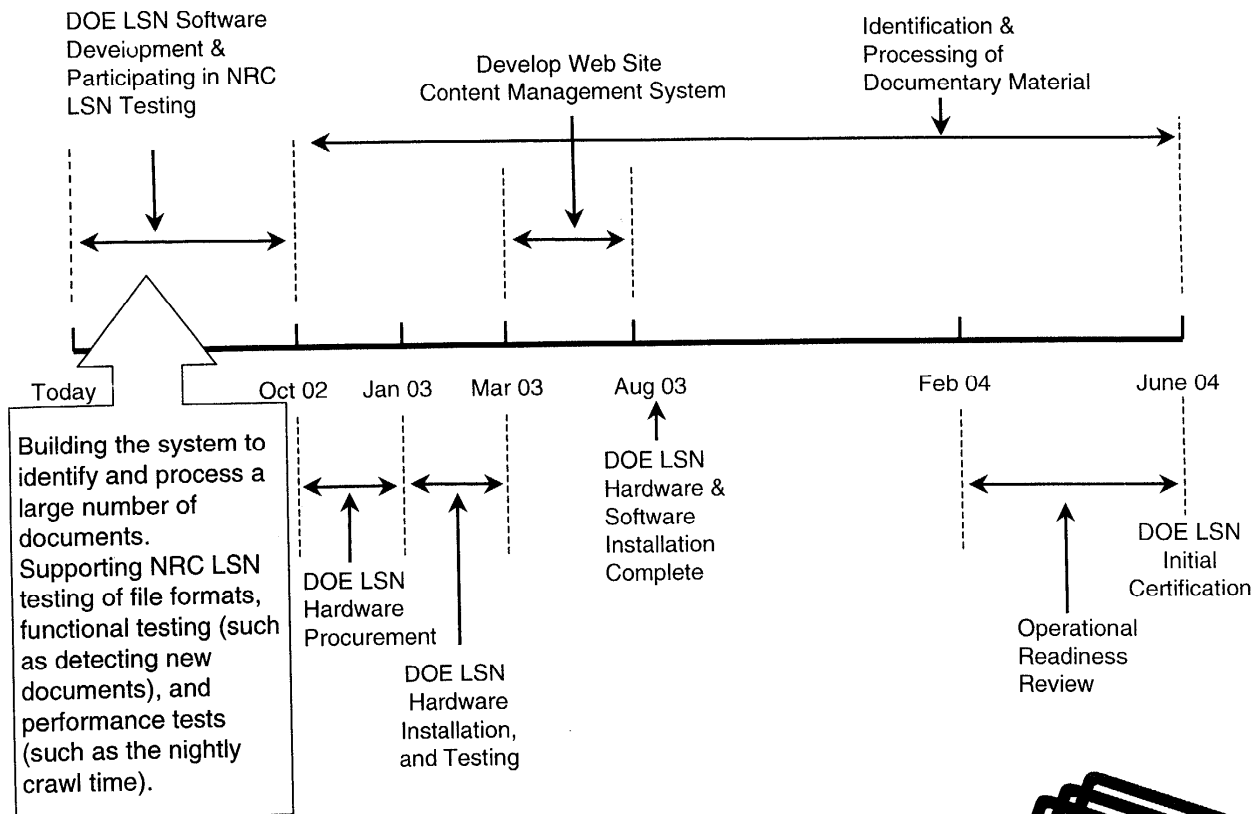 DOE LSN Software
Development &
Participating in NRC
LSN Testing
Develop Web Site
Content Management System
Identification &
Processing of
Documentary Material
Today
Oct 02
Jan 03
Mar 03
Aug 03
Feb 04
June 04
Building the system to
identify and process a
large number of
documents.
Supporting NRC LSN
testing of file formats,
functional testing (such
as detecting new
documents), and
performance tests
(such as the nightly
crawl time).
DOE LSN
Hardware
Procurement
DOE LSN
Hardware
Installation,
and Testing
DOE LSN
Hardware &
Software
Installation
Complete
Operational
Readiness
Review
DOE LSN
Initial
Certification